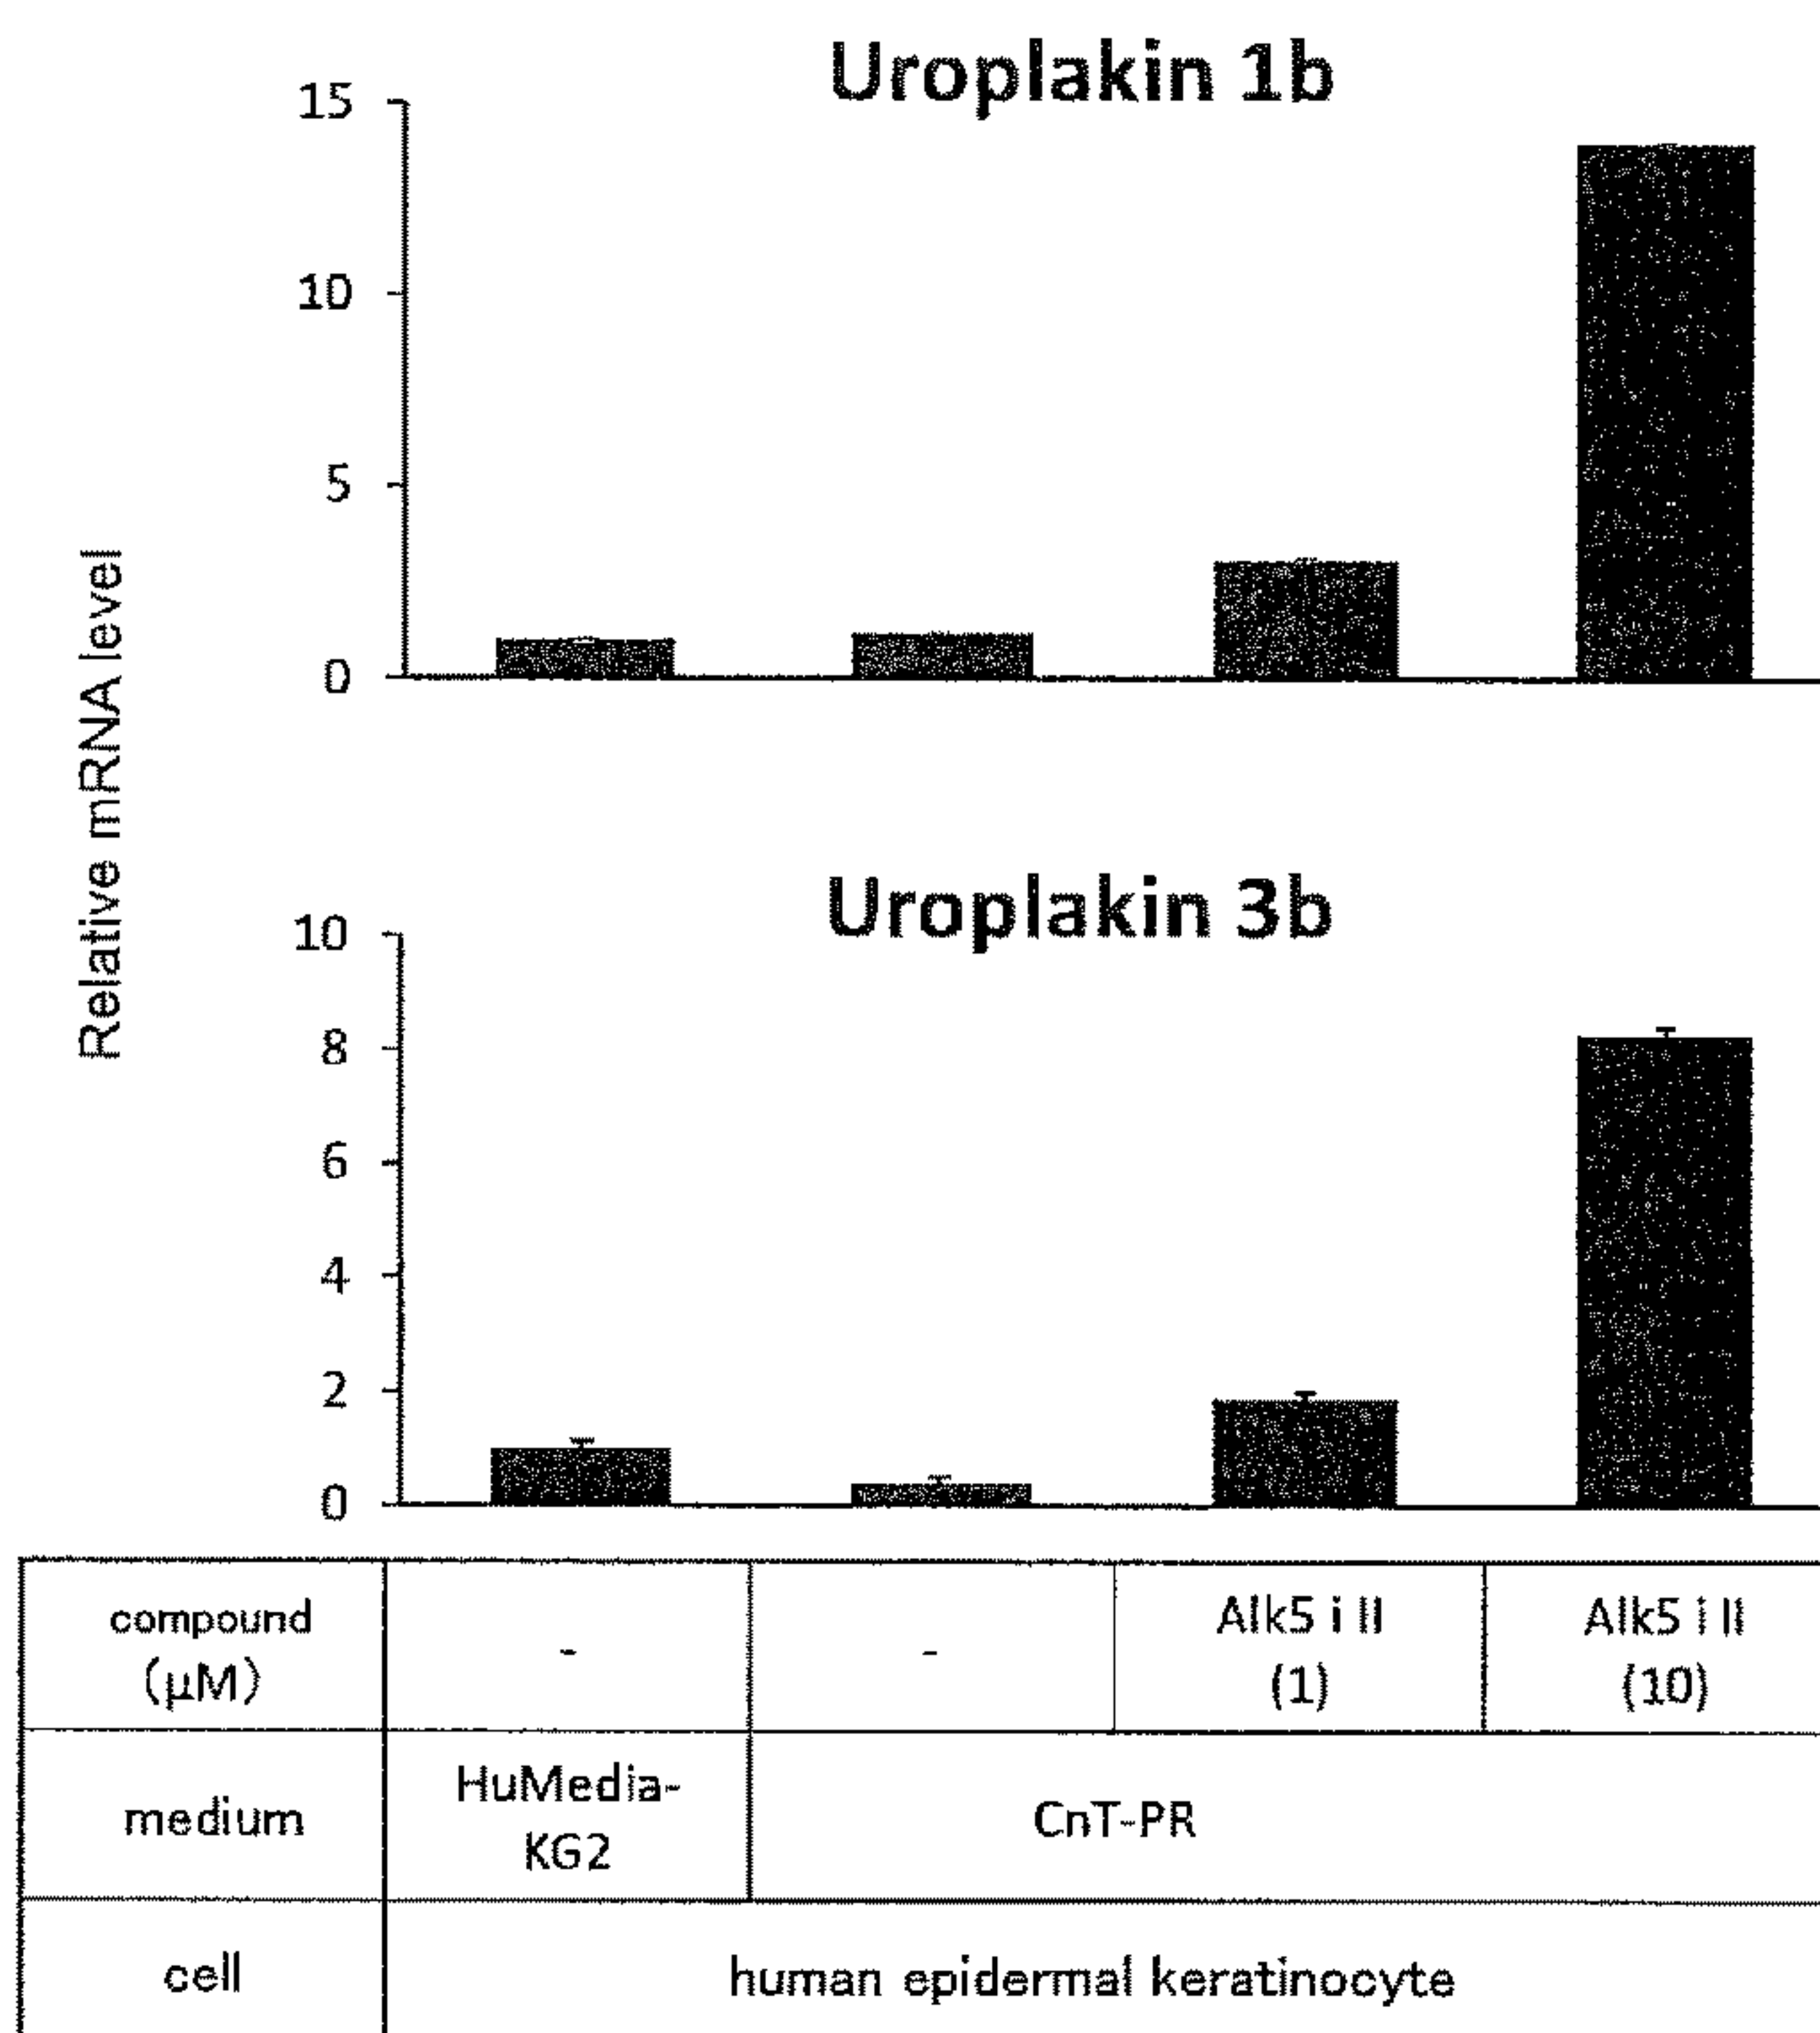 Uroplakin 1b
15
10
5
0
Relative mRNA level
Uroplakin 3b
10
8
6
4
2
0
compound
(μM)
-
-
Alk5 i II
(1)
Alk5 i II
(10)
medium
HuMedia-
KG2
CnT-PR
cell
human epidermal keratinocyte